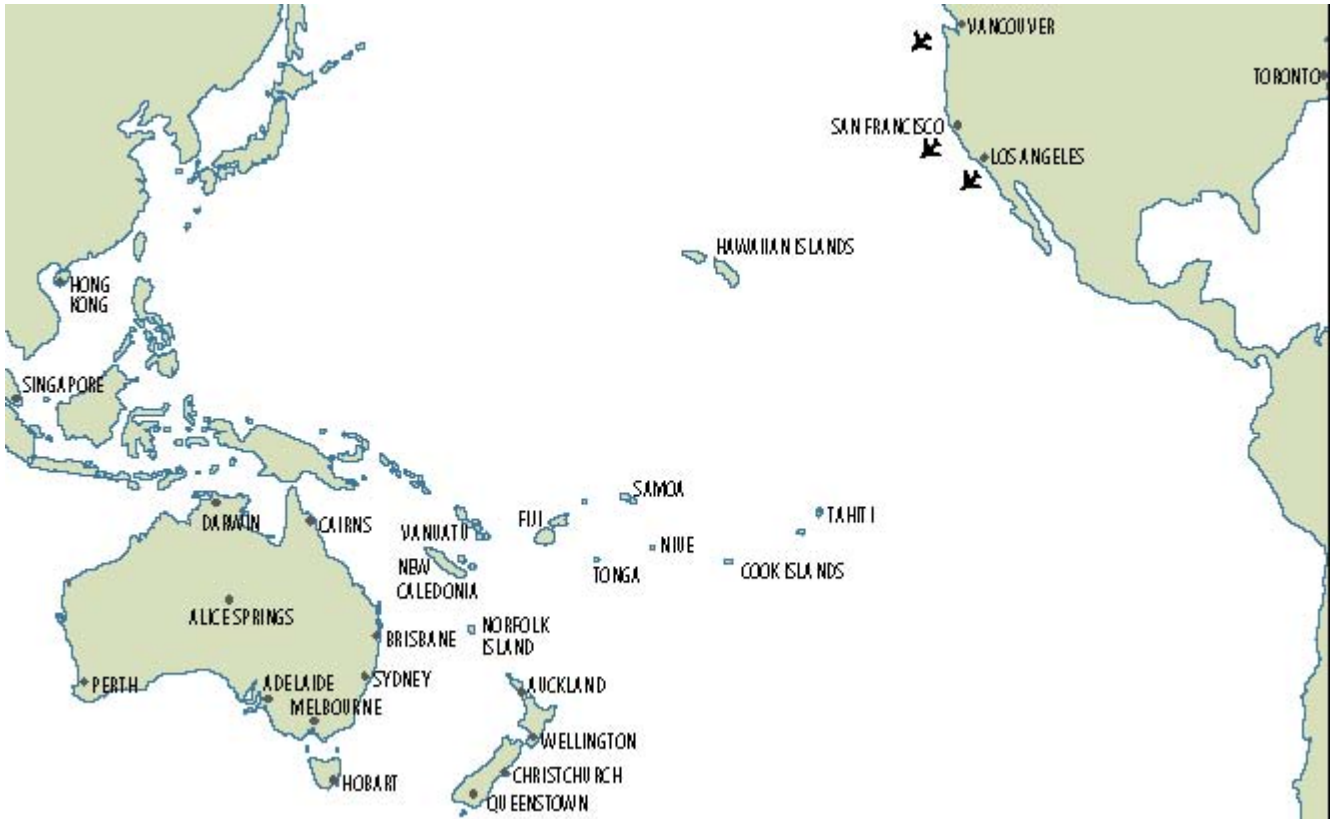 VANCOUVER
TORONTO
SAN FRANCISCO
LOS ANGELES
HAWAIIAN ISLANDS
HONG
KONG
SINGAPORE
SAMOA
DARWIN
CAIRNS
VANUATU
FIJI
TAHITI
NIUE
NEW
CALEDONIA
TONGA
COOK ISLANDS
ALICE SPRINGS
BRISBANE
NORFOLK
ISLAND
PERTH
ADELAIDE
SYDNEY
AUCKLAND
MELBOURNE
WELLINGTON
HOBART
CHRISTCHURCH
QUEENSTOWN